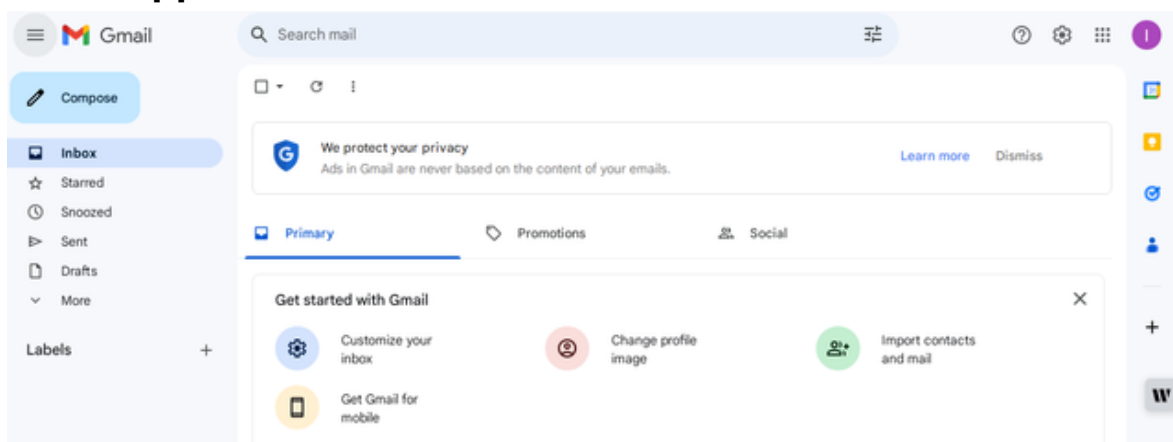 Gmail
Search mail
I
Compose
We protect your privacy
Ads in Gmail are never based on the content of your emails.
Learn more
Dismiss
Inbox
Starred
Snoozed
Sent
Drafts
More
Labels
Primary
Promotions
Social
Get started with Gmail
Customize your
inbox
Change profile
image
Import contacts
and mail
Get Gmail for
mobile